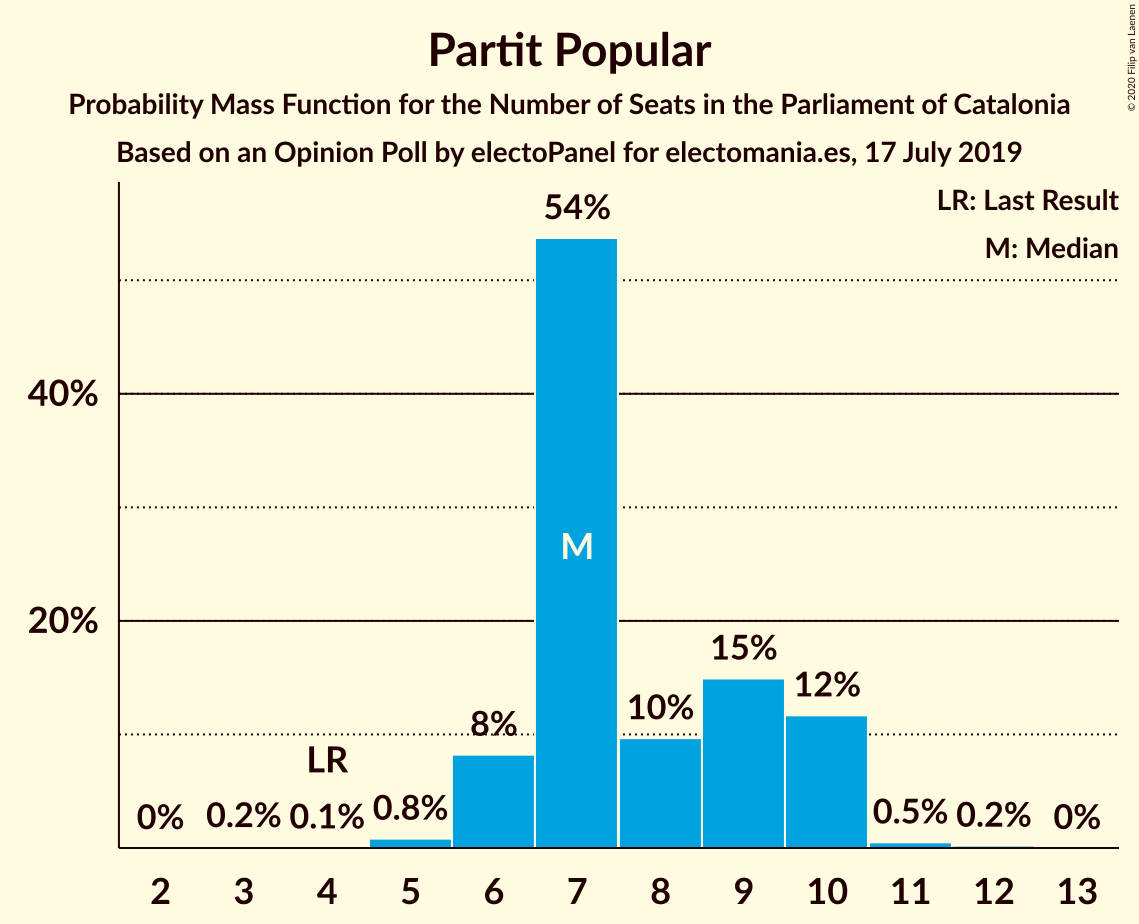 Partit Popular
Probability Mass Function for the Number of Seats in the Parliament of Catalonia
Based on an Opinion Poll by electoPanel for electomania.es, 17 July 2019
© 2020 Filip van Laenen
LR: Last Result
M: Median
54%
40%
M
20%
15%
12%
10%
8%
LR
0% 0.2% 0.1% 0.8% 0.5% 0.2% 0%
2 3 4 5 6 7 8 9 10 11 12 13